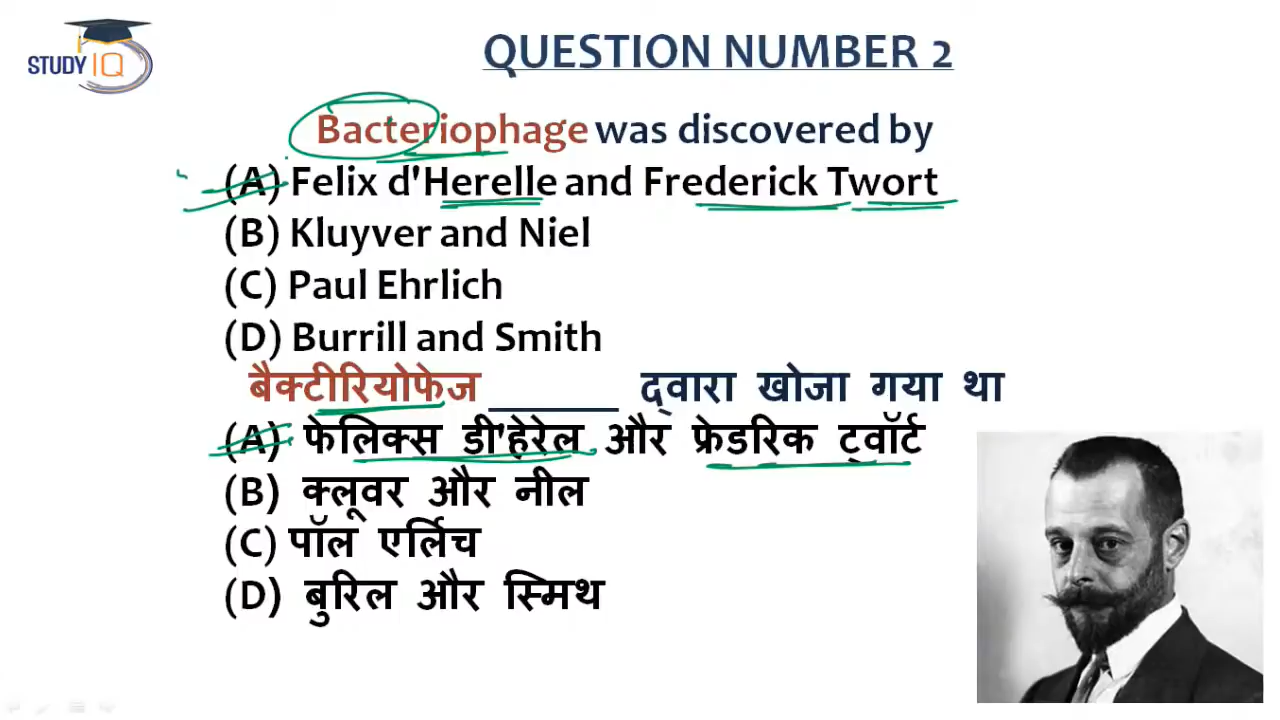 STUDY IQ
QUESTION NUMBER 2
Bacteriophage was discovered by
(A) Felix d'Herelle and Frederick Twort
(B) Kluyver and Niel
(C) Paul Ehrlich
(D) Burrill and Smith
बैक्टीरियोफेज ______ द्वारा खोजा गया था
(A) फेलिक्स डी'हेरेल और फ्रेडरिक ट्वॉर्ट
(B) क्लूवर और नील
(C) पॉल एर्लिच
(D) बुरिल और स्मिथ